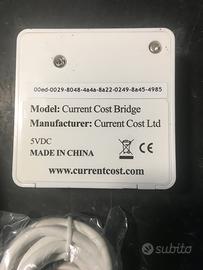 00ed-0029-8048-4a4a-8a22-0249-8a45-4985
Model: Current Cost Bridge
Manufacturer: Current Cost Ltd
5VDC
MADE IN CHINA
www.currentcost.com
subito